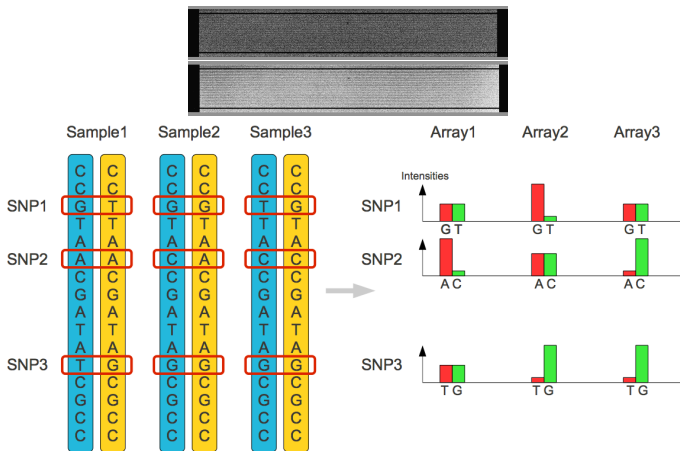 Sample1 Sample2 Sample3 Array1 Array2 Array3
C C C C C C
C C C C C C
Intensities
SNP1 G T G G T G SNP1
G T G T G T
T T T T T T
A A A A A A
SNP2 A A C A C C SNP2
A C A C A C
C C C C C C
G G G G G G
A A A A A A
T T T T T T
A A A A A A
SNP3 T G G G G G SNP3
T G T G T G
C C C C C C
G G G G G G
C C C C C C
C C C C C C